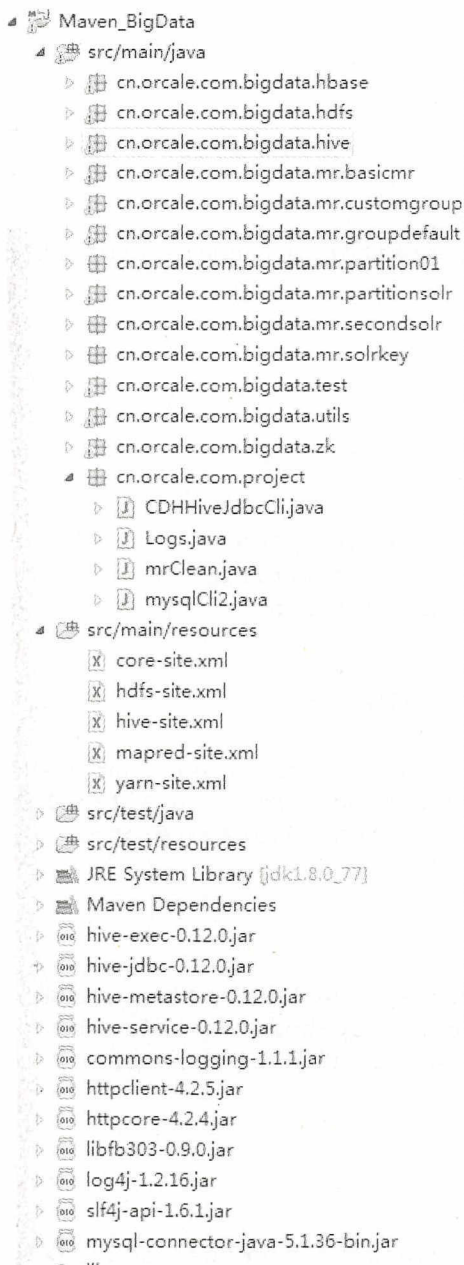 Maven_BigData
src/main/java
cn.orcale.com.bigdata.hbase
cn.orcale.com.bigdata.hdfs
cn.orcale.com.bigdata.hive
cn.orcale.com.bigdata.mr.basicmr
cn.orcale.com.bigdata.mr.customgroup
cn.orcale.com.bigdata.mr.groupdefault
cn.orcale.com.bigdata.mr.partition01
cn.orcale.com.bigdata.mr.partitionsolr
cn.orcale.com.bigdata.mr.secondsolr
cn.orcale.com.bigdata.mr.solrkey
cn.orcale.com.bigdata.test
cn.orcale.com.bigdata.utils
cn.orcale.com.bigdata.zk
cn.orcale.com.project
CDHHiveJdbcCli.java
Logs.java
mrClean.java
mysqlCli2.java
src/main/resources
core-site.xml
hdfs-site.xml
hive-site.xml
mapred-site.xml
yarn-site.xml
src/test/java
src/test/resources
JRE System Library [jdk1.8.0_77]
Maven Dependencies
hive-exec-0.12.0.jar
hive-jdbc-0.12.0.jar
hive-metastore-0.12.0.jar
hive-service-0.12.0.jar
commons-logging-1.1.1.jar
httpclient-4.2.5.jar
httpcore-4.2.4.jar
libfb303-0.9.0.jar
log4j-1.2.16.jar
slf4j-api-1.6.1.jar
mysql-connector-java-5.1.36-bin.jar